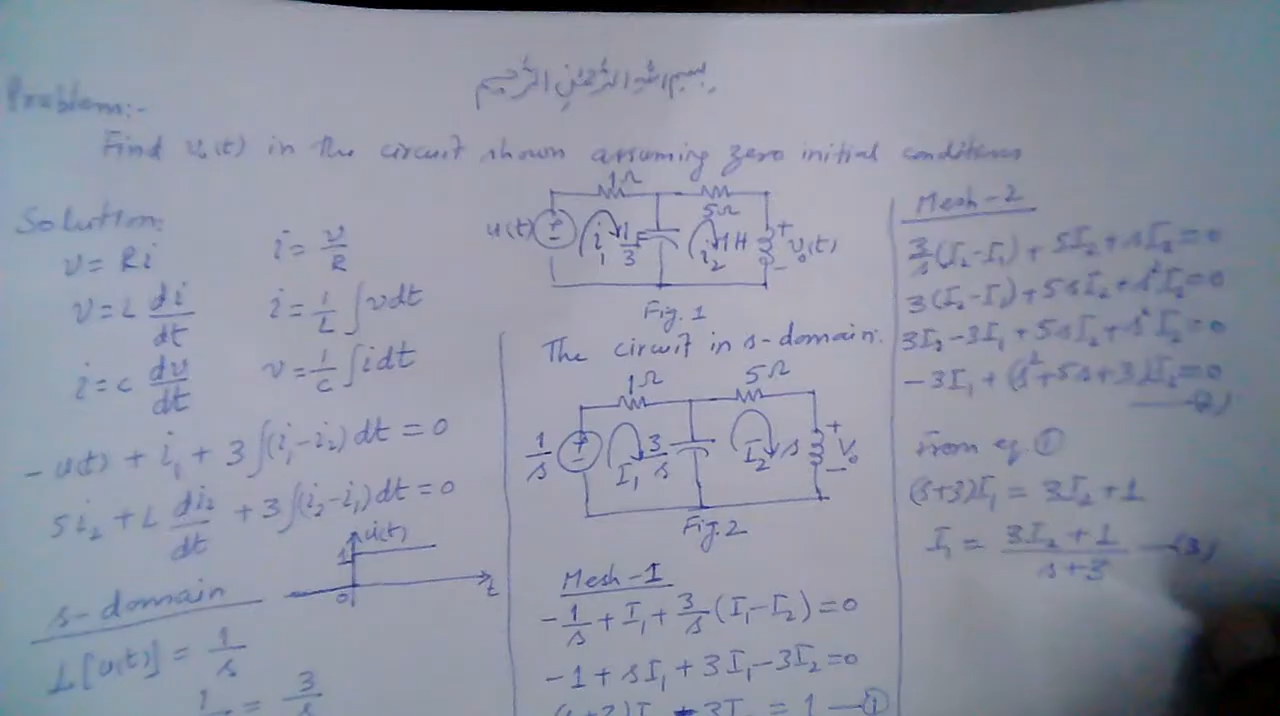 بسم الله الرحمن الرحيم
Problem:-
Find v₀(t) in the circuit shown assuming zero initial conditions
Solution:
v = Ri
i = v/R
v = L di/dt
i = 1/L ∫vdt
i = c dv/dt
v = 1/c ∫idt
- u(t) + i₁ + 3∫(i₁-i₂)dt = 0
5i₂ + L di₂/dt + 3∫(i₂-i₁)dt = 0
u(t)
1
0
t
s-domain
L[u(t)] = 1/s
= 3/s
1Ω
5Ω
u(t)
+
-
i₁
1/3 F
i₂
1H
+
v₀(t)
-
Fig. 1
The circuit in s-domain:
1Ω
5Ω
1/s
+
-
I₁
3/s
I₂
s
+
V₀
-
Fig. 2
Mesh-1
-1/s + I₁ + 3/s (I₁-I₂) = 0
-1 + sI₁ + 3I₁ - 3I₂ = 0
(s+3)I₁ - 3I₂ = 1 —①
Mesh-2
3/s (I₂-I₁) + 5I₂ + sI₂ = 0
3(I₂-I₁) + 5sI₂ + s²I₂ = 0
3I₂ - 3I₁ + 5sI₂ + s²I₂ = 0
- 3I₁ + (s²+5s+3)I₂ = 0
—(2)
From eq. ①
(s+3)I₁ = 3I₂ + 1
I₁ = (3I₂ + 1)/(s+3) —(3)